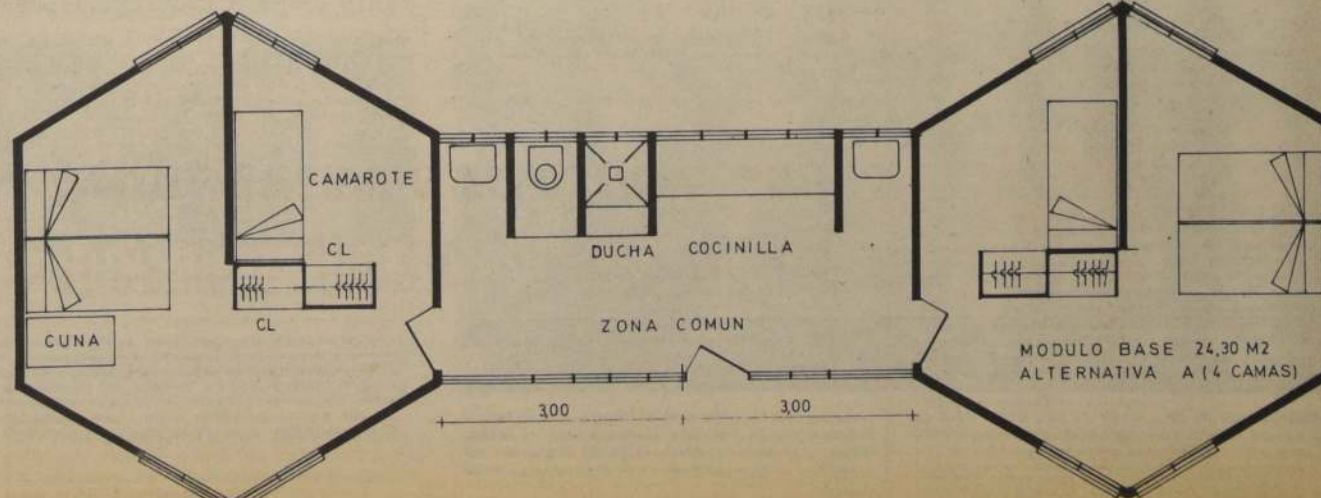 CAMAROTE
CL
CL
CUNA
DUCHA COCINILLA
ZONA COMUN
3,00 3,00
MODULO BASE 24,30 M2
ALTERNATIVA A (4 CAMAS)